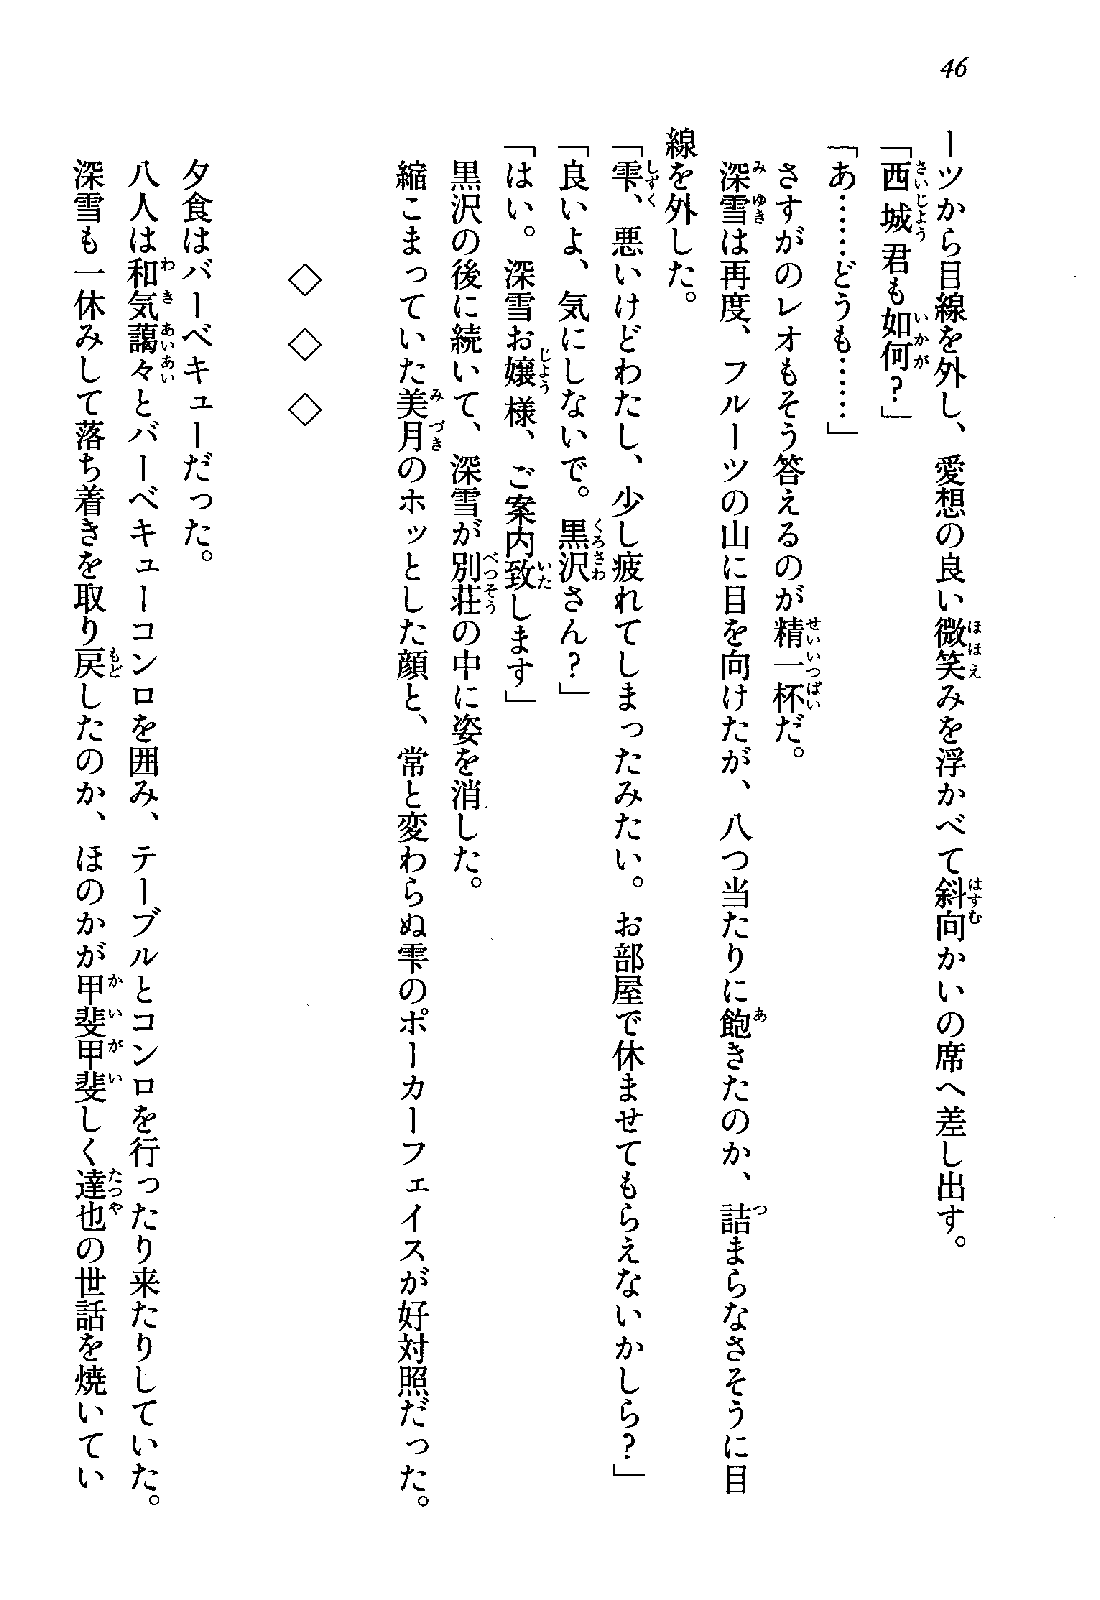 46
ーツから目線を外し、愛想の良い微笑みを浮かべて斜向かいの席へ差し出す。
「西城君も如何？」
「あ……どうも……」
さすがのレオもそう答えるのが精一杯だ。
深雪は再度、フルーツの山に目を向けたが、八つ当たりに飽きたのか、詰まらなさそうに目
線を外した。
「雫、悪いけどわたし、少し疲れてしまったみたい。お部屋で休ませてもらえないかしら？」
「良いよ、気にしないで。黒沢さん？」
「はい。深雪お嬢様、ご案内致します」
黒沢の後に続いて、深雪が別荘の中に姿を消した。
縮こまっていた美月のホッとした顔と、常と変わらぬ雫のポーカーフェイスが好対照だった。
◇　◇　◇
夕食はバーベキューだった。
八人は和気藹々とバーベキューコンロを囲み、テーブルとコンロを行ったり来たりしていた。
深雪も一休みして落ち着きを取り戻したのか、ほのかが甲斐甲斐しく達也の世話を焼いてい